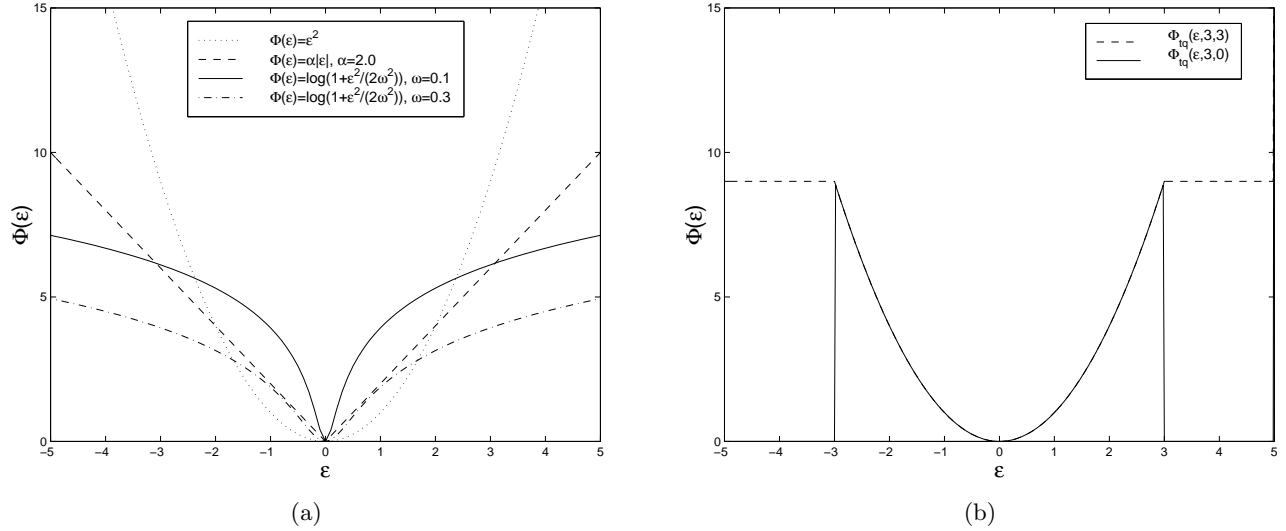 Φ(ε)=ε²
Φ(ε)=α|ε|, α=2.0
Φ(ε)=log(1+ε²/(2ω²)), ω=0.1
Φ(ε)=log(1+ε²/(2ω²)), ω=0.3
15
10
5
0
Φ(ε)
−5 −4 −3 −2 −1 0 1 2 3 4 5
ε
(a)
Φtq(ε,3,3)
Φtq(ε,3,0)
15
10
5
0
Φ(ε)
−5 −4 −3 −2 −1 0 1 2 3 4 5
ε
(b)